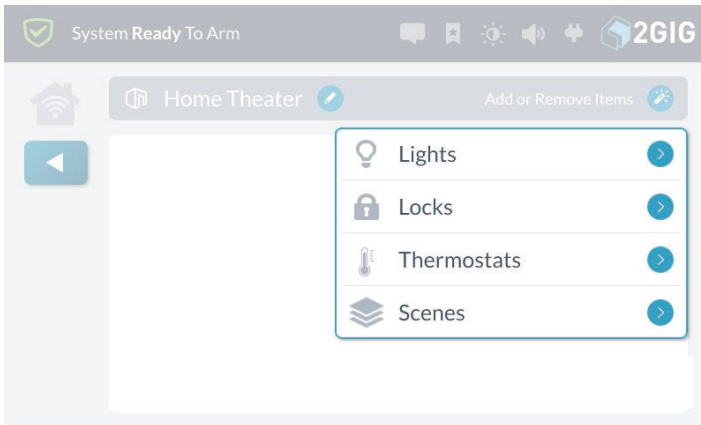 System Ready To Arm
2GIG
Home Theater
Add or Remove Items
Lights
Locks
Thermostats
Scenes